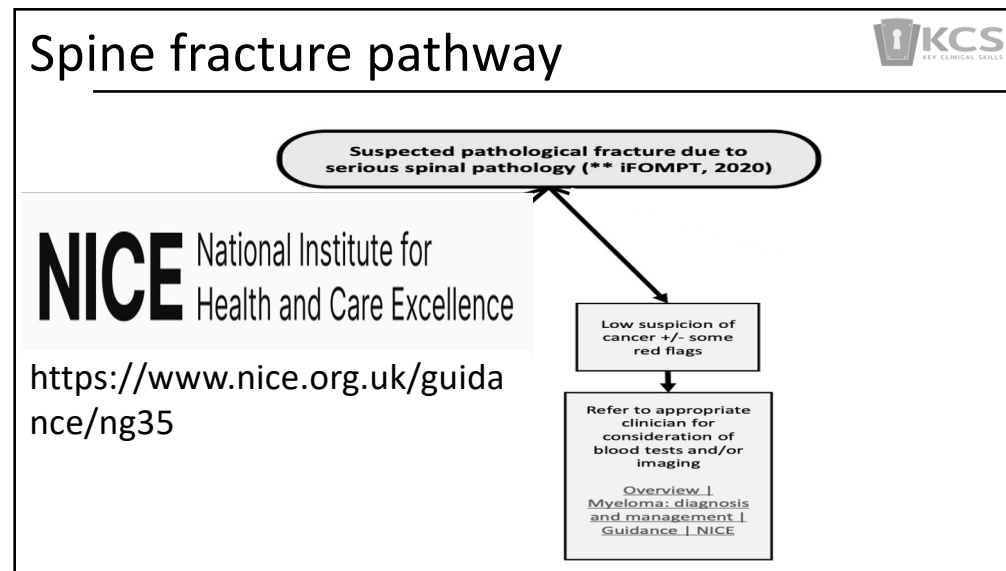 Spine fracture pathway
KCS
KEY CLINICAL SKILLS
Suspected pathological fracture due to
serious spinal pathology (** iFOMPT, 2020)
NICE National Institute for
Health and Care Excellence
https://www.nice.org.uk/guida
nce/ng35
Low suspicion of
cancer +/- some
red flags
Refer to appropriate
clinician for
consideration of
blood tests and/or
imaging
Overview |
Myeloma: diagnosis
and management |
Guidance | NICE